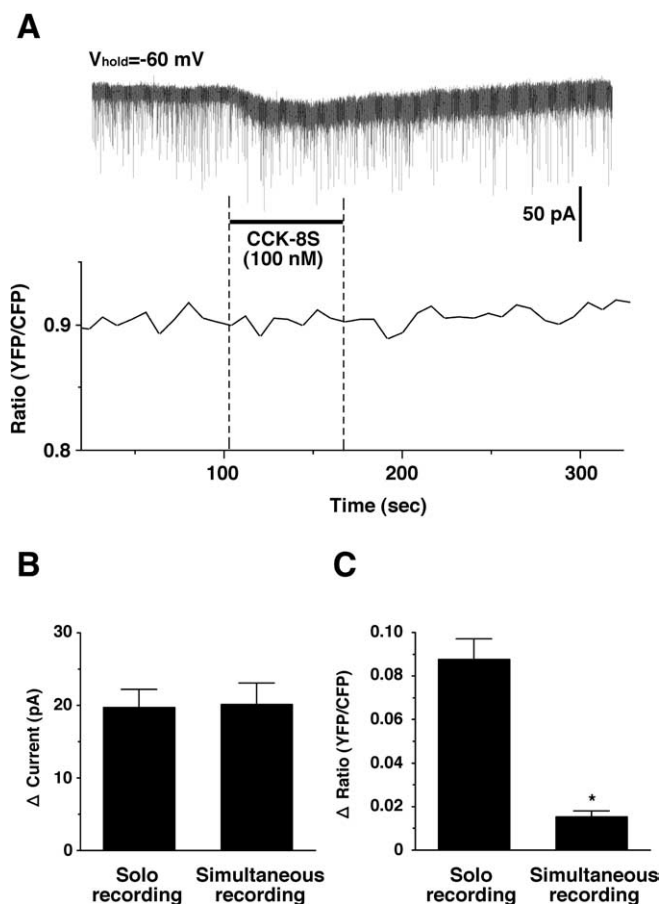 A
Vhold=-60 mV
50 pA
CCK-8S
(100 nM)
Ratio (YFP/CFP)
0.9
0.8
100
200
300
Time (sec)
B
Δ Current (pA)
30
20
10
0
Solo
recording
Simultaneous
recording
C
Δ Ratio (YFP/CFP)
0.10
0.08
0.06
0.04
0.02
0
*
Solo
recording
Simultaneous
recording